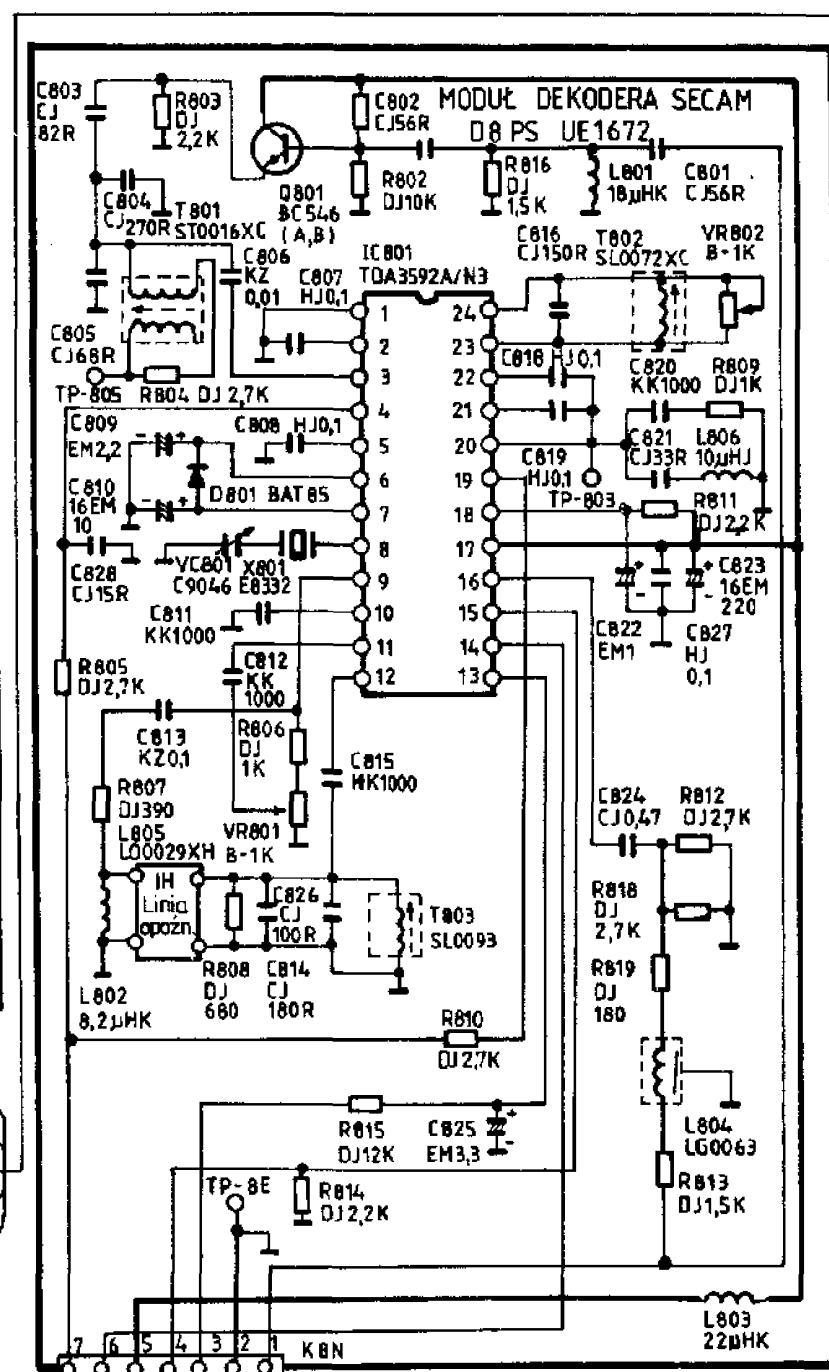 MODUŁ DEKODERA SECAM
D8 PS UE1672
C803
CJ
82R
R803
DJ
2,2K
C802
CJ56R
R802
DJ10K
R816
DJ
1,5K
L801
18µHK
C801
CJ56R
C804
CJ270R
T801
ST0016XC
Q801
BC546
(A,B)
C806
KZ
0,01
C807
HJ0,1
IC801
TDA3592A/N3
C816
CJ150R
T802
SL0072XC
VR802
B-1K
C805
CJ68R
TP-805
R804 DJ 2,7K
C818 HJ0,1
C820
KK1000
R809
DJ1K
1
2
3
4
5
6
7
8
9
10
11
12
24
23
22
21
20
19
18
17
16
15
14
13
C809
EM2,2
C808 HJ0,1
C810
16EM
10
D801 BAT85
C819
HJ0,1
TP-803
C821
CJ33R
L806
10µHJ
R811
DJ2,2K
C828
CJ15R
VC801
C9046
X801
E8332
C811
KK1000
C822
EM1
C823
16EM
220
C827
HJ
0,1
R805
DJ2,7K
C812
KK
1000
C813
KZ0,1
R806
DJ
1K
C815
HK1000
R807
DJ390
L805
L00029XH
VR801
B-1K
C824
CJ0,47
R812
DJ2,7K
1H
Linia
opóźn.
C826
CJ
100R
T803
SL0093
R818
DJ
2,7K
R819
DJ
180
L802
8,2µHK
R808
DJ
680
C814
CJ
180R
R810
DJ2,7K
R815
DJ12K
C825
EM3,3
L804
LG0063
TP-8E
R814
DJ2,2K
R813
DJ1,5K
L803
22µHK
7 6 5 4 3 2 1 K8N